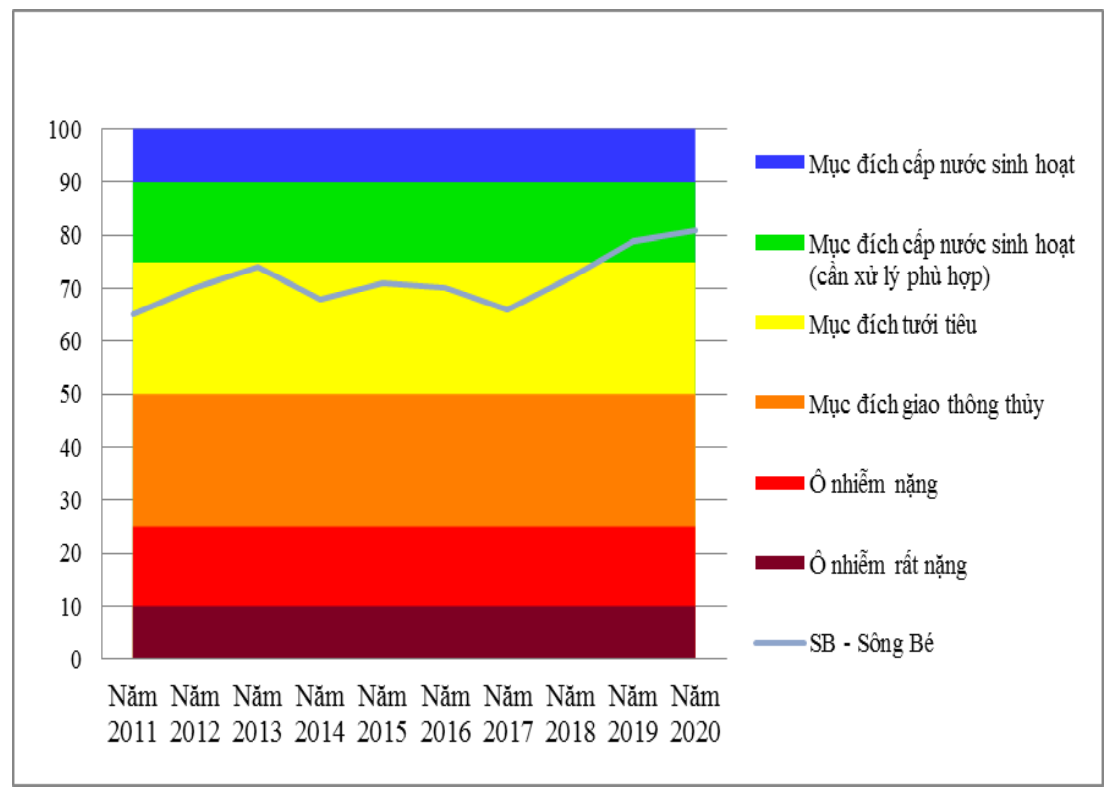 100
90
80
70
60
50
40
30
20
10
0
Năm 2011
Năm 2012
Năm 2013
Năm 2014
Năm 2015
Năm 2016
Năm 2017
Năm 2018
Năm 2019
Năm 2020
Mục đích cấp nước sinh hoạt
Mục đích cấp nước sinh hoạt
(cần xử lý phù hợp)
Mục đích tưới tiêu
Mục đích giao thông thủy
Ô nhiễm nặng
Ô nhiễm rất nặng
SB - Sông Bé